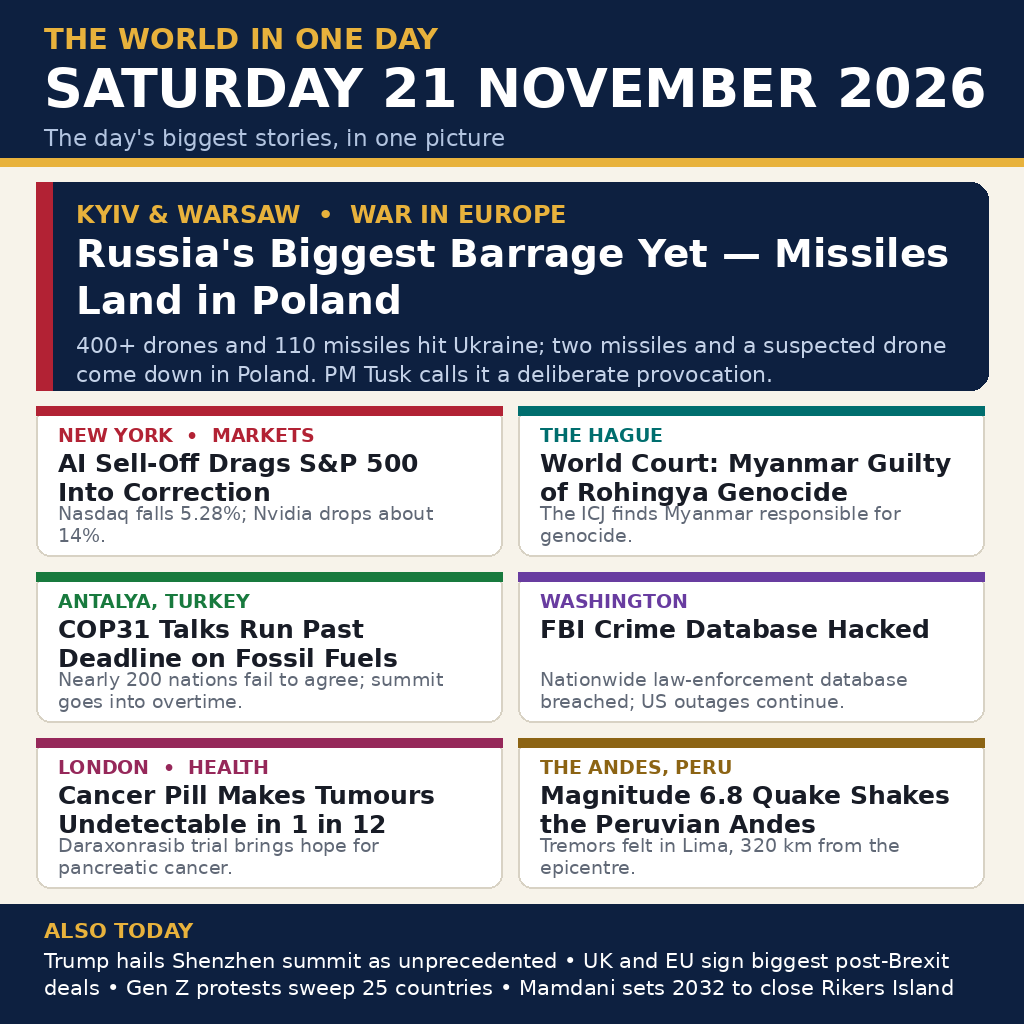 THE WORLD IN ONE DAY
SATURDAY 21 NOVEMBER 2026
The day's biggest stories, in one picture
KYIV & WARSAW • WAR IN EUROPE
Russia's Biggest Barrage Yet — Missiles
Land in Poland
400+ drones and 110 missiles hit Ukraine; two missiles and a suspected drone
come down in Poland. PM Tusk calls it a deliberate provocation.
NEW YORK • MARKETS
AI Sell-Off Drags S&P 500
Into Correction
Nasdaq falls 5.28%; Nvidia drops about
14%.
THE HAGUE
World Court: Myanmar Guilty
of Rohingya Genocide
The ICJ finds Myanmar responsible for
genocide.
ANTALYA, TURKEY
COP31 Talks Run Past
Deadline on Fossil Fuels
Nearly 200 nations fail to agree; summit
goes into overtime.
WASHINGTON
FBI Crime Database Hacked
Nationwide law-enforcement database
breached; US outages continue.
LONDON • HEALTH
Cancer Pill Makes Tumours
Undetectable in 1 in 12
Daraxonrasib trial brings hope for
pancreatic cancer.
THE ANDES, PERU
Magnitude 6.8 Quake Shakes
the Peruvian Andes
Tremors felt in Lima, 320 km from the
epicentre.
ALSO TODAY
Trump hails Shenzhen summit as unprecedented • UK and EU sign biggest post-Brexit
deals • Gen Z protests sweep 25 countries • Mamdani sets 2032 to close Rikers Island